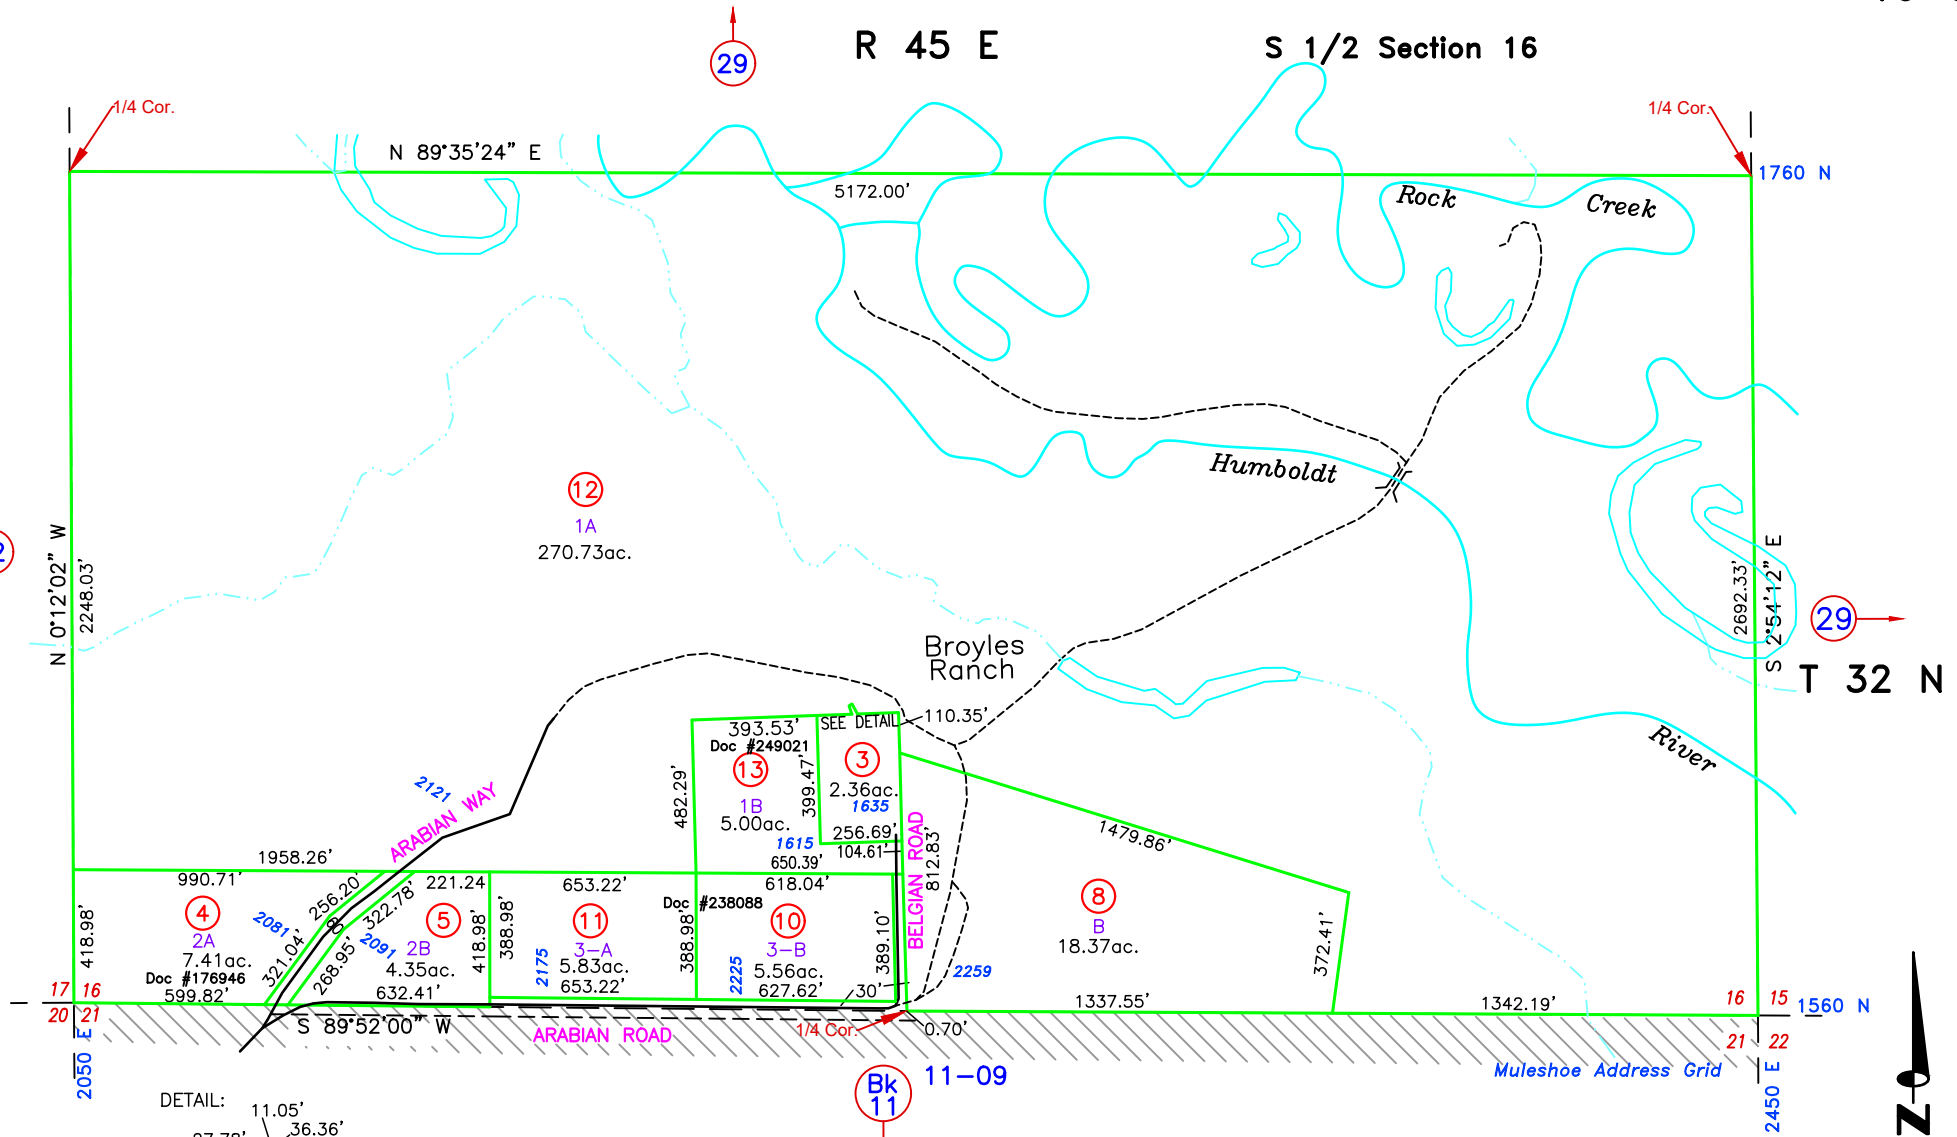 29
R 45 E
S 1/2 Section 16
1/4 Cor.
1/4 Cor.
N 89°35'24" E
1760 N
5172.00'
Rock Creek
Humboldt
12
1A
270.73ac.
N 0°12'02" W
2248.03'
2692.33'
S 2°54'12" E
29
T 32 N
Broyles
Ranch
River
393.53'
SEE DETAIL
110.35'
Doc #249021
13
3
2.36ac.
1635
482.29'
399.47'
1B
5.00ac.
1615
256.69'
104.61'
650.39'
2121
ARABIAN WAY
BELGIAN ROAD
812.83'
1479.86'
1958.26'
990.71'
256.20'
322.78'
221.24
653.22'
618.04'
418.98'
4
2A
7.41ac.
Doc #176946
599.82'
2081
321.04'
60
268.95'
2091
5
2B
4.35ac.
632.41'
418.98'
388.98'
11
3-A
5.83ac.
653.22'
2175
388.98'
Doc #238088
10
3-B
5.56ac.
627.62'
2225
389.10'
30'
2259
8
B
18.37ac.
372.41'
1337.55'
1342.19'
17 16
20 21
16 15
21 22
1560 N
S 89°52'00" W
ARABIAN ROAD
1/4 Cor.
0.70'
2050 E
2450 E
Muleshoe Address Grid
Bk
11
11-09
DETAIL:
11.05'
36.36'
N